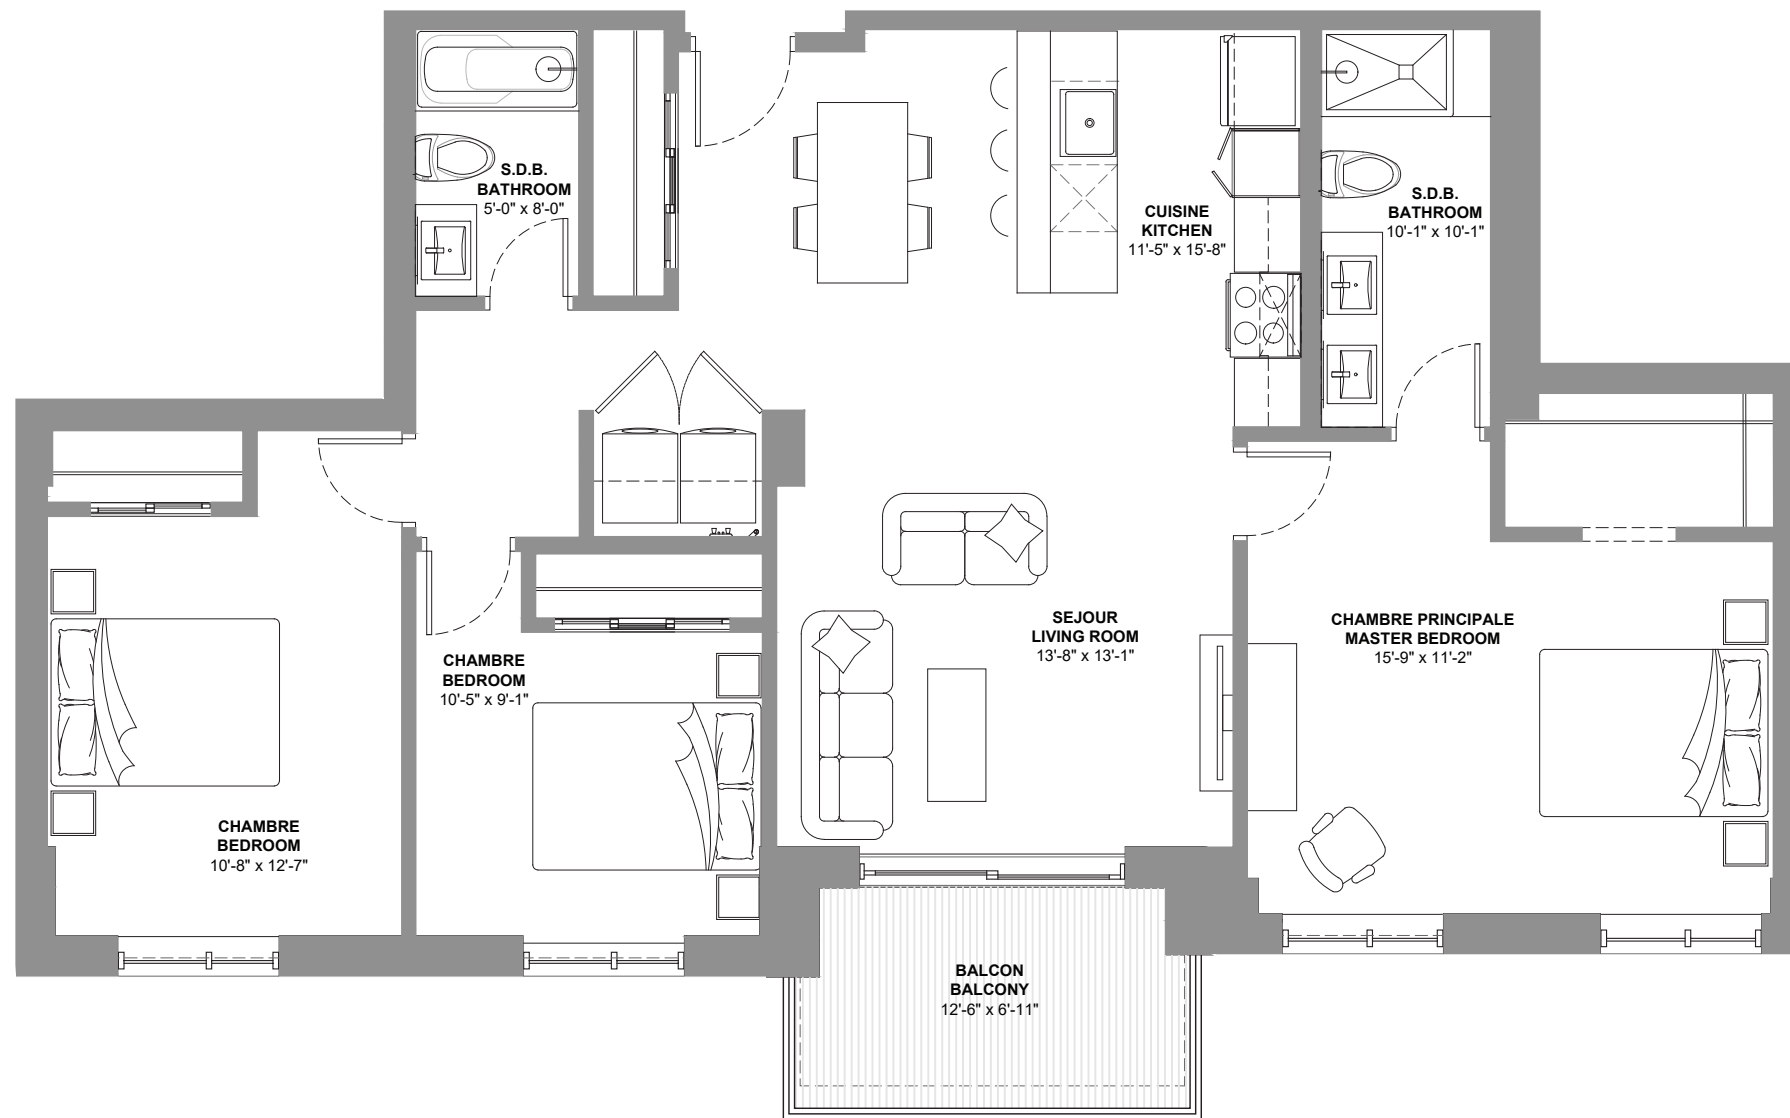 S.D.B.
BATHROOM
5'-0" x 8'-0"
CUISINE
KITCHEN
11'-5" x 15'-8"
S.D.B.
BATHROOM
10'-1" x 10'-1"
SEJOUR
LIVING ROOM
13'-8" x 13'-1"
CHAMBRE PRINCIPALE
MASTER BEDROOM
15'-9" x 11'-2"
CHAMBRE
BEDROOM
10'-5" x 9'-1"
CHAMBRE
BEDROOM
10'-8" x 12'-7"
BALCON
BALCONY
12'-6" x 6'-11"